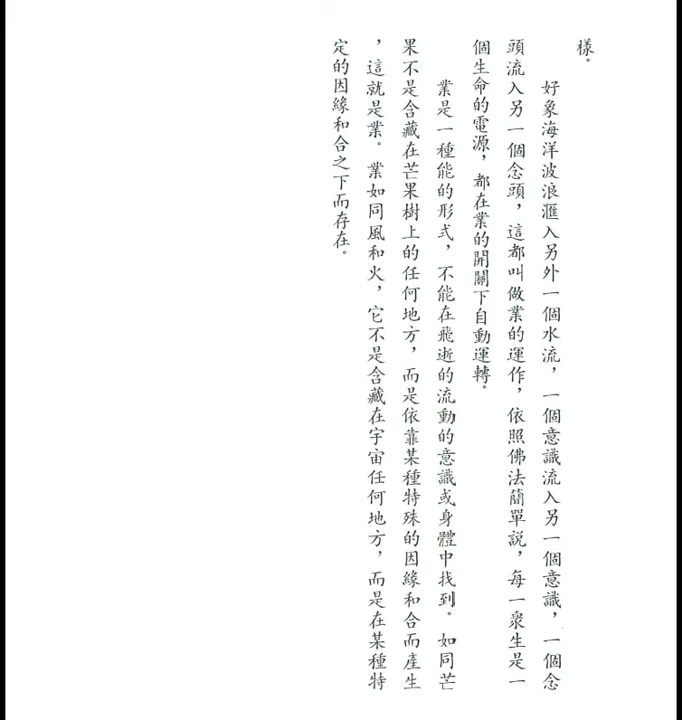 樣。
好象海洋波浪滙入另外一個水流，一個意識流入另一個意識，一個念
頭流入另一個念頭，這都叫做業的運作，依照佛法簡單説，每一衆生是一
個生命的電源，都在業的開關下自動運轉。
業是一種能的形式，不能在飛逝的流動的意識或身體中找到。如同芒
果不是含藏在芒果樹上的任何地方，而是依靠某種特殊的因緣和合而產生
，這就是業。業如同風和火，它不是含藏在宇宙任何地方，而是在某種特
定的因緣和合之下而存在。